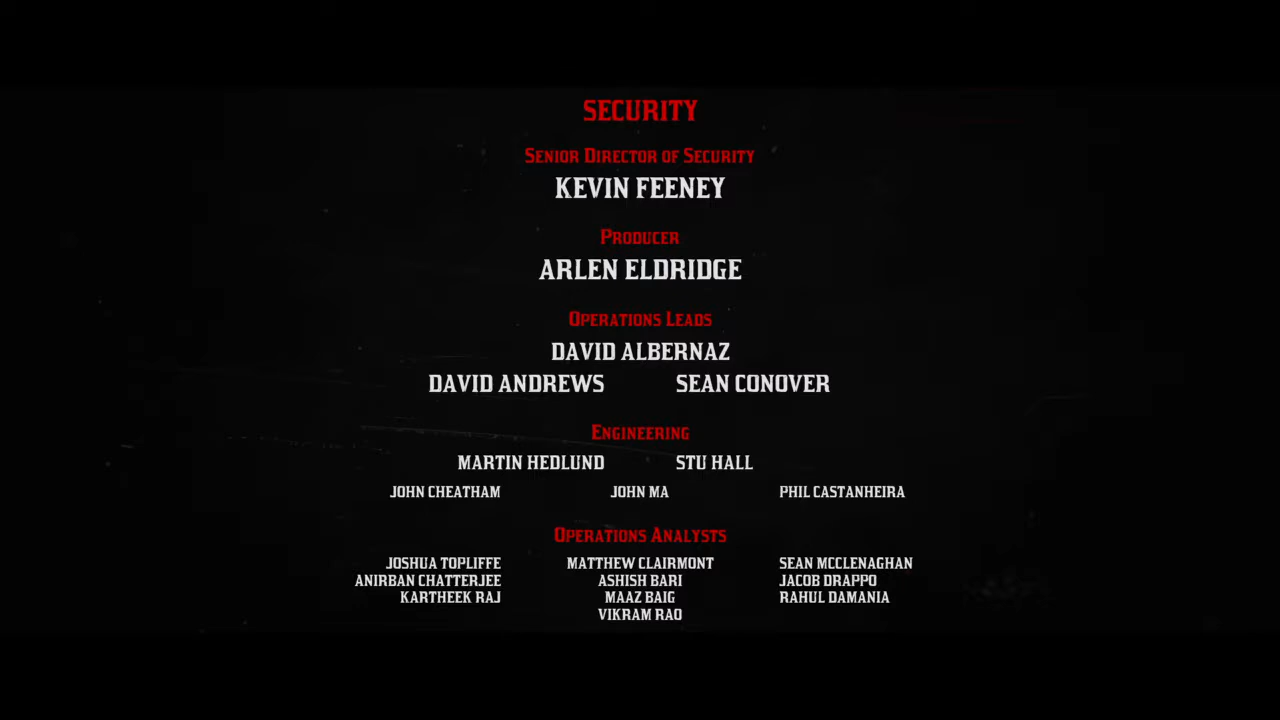 SECURITY
SENIOR DIRECTOR OF SECURITY
KEVIN FEENEY
PRODUCER
ARLEN ELDRIDGE
OPERATIONS LEADS
DAVID ALBERNAZ
DAVID ANDREWS SEAN CONOVER
ENGINEERING
MARTIN HEDLUND STU HALL
JOHN CHEATHAM JOHN MA PHIL CASTANHEIRA
OPERATIONS ANALYSTS
JOSHUA TOPLIFFE MATTHEW CLAIRMONT SEAN MCCLENAGHAN
ANIRBAN CHATTERJEE ASHISH BARI JACOB DRAPPO
KARTHEEK RAJ MAAZ BAIG RAHUL DAMANIA
VIKRAM RAO